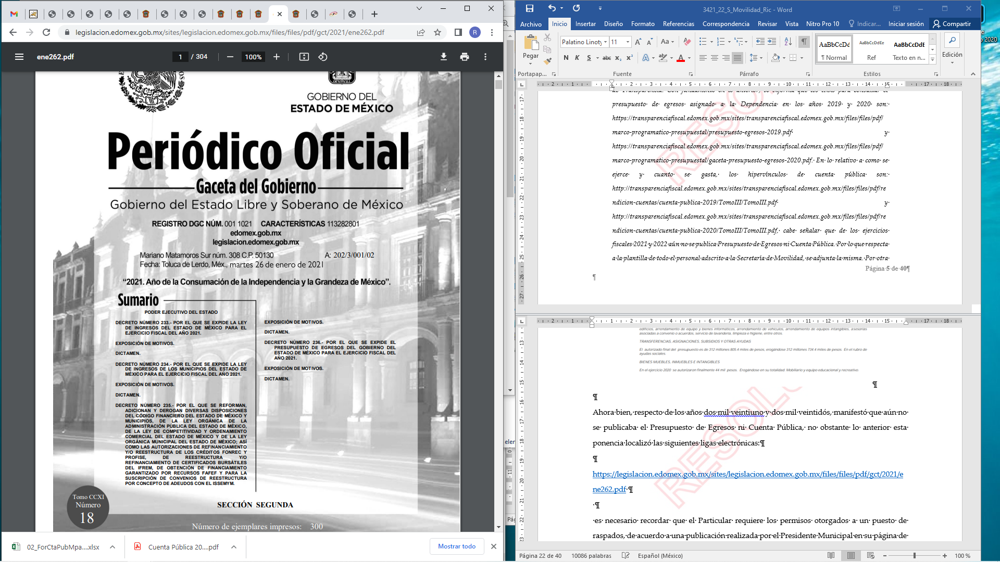 legislacion.edomex.gob.mx/sites/legislacion.edomex.gob.mx/files/files/pdf/gct/2021/ene262.pdf
R
ene262.pdf
1 / 304
100%
GOBIERNO DEL
ESTADO DE MÉXICO
Periódico Oficial
Gaceta del Gobierno
Gobierno del Estado Libre y Soberano de México
REGISTRO DGC NÚM. 001 1021 CARACTERÍSTICAS 113282801
edomex.gob.mx
legislacion.edomex.gob.mx
Mariano Matamoros Sur núm. 308 C.P. 50130 A: 202/3/001/02
Fecha: Toluca de Lerdo, Méx., martes 26 de enero de 2021
“2021. Año de la Consumación de la Independencia y la Grandeza de México”.
Sumario
PODER EJECUTIVO DEL ESTADO
DECRETO NÚMERO 233.- POR EL QUE SE EXPIDE LA LEY
DE INGRESOS DEL ESTADO DE MÉXICO PARA EL
EJERCICIO FISCAL DEL AÑO 2021.
EXPOSICIÓN DE MOTIVOS.
DICTAMEN.
DECRETO NÚMERO 234.- POR EL QUE SE EXPIDE LA LEY
DE INGRESOS DE LOS MUNICIPIOS DEL ESTADO DE
MÉXICO PARA EL EJERCICIO FISCAL DEL AÑO 2021.
EXPOSICIÓN DE MOTIVOS.
DICTAMEN.
DECRETO NÚMERO 235.- POR EL QUE SE REFORMAN,
ADICIONAN Y DEROGAN DIVERSAS DISPOSICIONES
DEL CÓDIGO FINANCIERO DEL ESTADO DE MÉXICO Y
MUNICIPIOS, DE LA LEY ORGÁNICA DE LA
ADMINISTRACIÓN PÚBLICA DEL ESTADO DE MÉXICO,
DE LA LEY DE COMPETITIVIDAD Y ORDENAMIENTO
COMERCIAL DEL ESTADO DE MÉXICO Y DE LA LEY
ORGÁNICA MUNICIPAL DEL ESTADO DE MÉXICO; ASÍ
COMO LAS AUTORIZACIONES DE REFINANCIAMIENTO
Y/O REESTRUCTURA DE LOS CRÉDITOS FONREC Y
PROFISE, DE REESTRUCTURA Y/O
REFINANCIAMIENTO DE CERTIFICADOS BURSÁTILES
DEL IFREM, DE OBTENCIÓN DE FINANCIAMIENTO
GARANTIZADO POR RECURSOS FAFEF Y PARA LA
SUSCRIPCIÓN DE CONVENIOS DE REESTRUCTURA
POR CONCEPTO DE ADEUDOS CON EL ISSEMYM.
EXPOSICIÓN DE MOTIVOS.
DICTAMEN.
DECRETO NÚMERO 236.- POR EL QUE SE EXPIDE EL
PRESUPUESTO DE EGRESOS DEL GOBIERNO DEL
ESTADO DE MÉXICO PARA EL EJERCICIO FISCAL DEL
AÑO 2021.
EXPOSICIÓN DE MOTIVOS.
DICTAMEN.
Tomo CCXI
Número
18
SECCIÓN SEGUNDA
Número de ejemplares impresos: 300
02_ForCtaPubMpa....xlsx
Cuenta Pública 20....pdf
Mostrar todo
3421_22_S_Movilidad_Ric - Word
Archivo Inicio Insertar Diseño Formato Referencias Correspondencia Revisar Vista Nitro Pro 10 Indicar... Iniciar sesión Compartir
Pegar
Palatino Linoty 11
N K S abc x₂ x²
AaBbCcDd AaBbCcDdEe AaBbCcDdE
¶ Normal Ref Texto en n...
Edición
Portapap... Fuente Párrafo Estilos
presupuesto de egresos asignado a la Dependencia en los años 2019 y 2020 son:
https://transparenciafiscal.edomex.gob.mx/sites/transparenciafiscal.edomex.gob.mx/files/files/pdf/
marco-programatico-presupuestal/presupuesto-egresos-2019.pdf y
https://transparenciafiscal.edomex.gob.mx/sites/transparenciafiscal.edomex.gob.mx/files/files/pdf/
marco-programatico-presupuestal/gaceta-presupuesto-egresos-2020.pdf. En lo relativo a como se
ejerce y cuanto se gasta, los hipervínculos de cuenta pública son:
http://transparenciafiscal.edomex.gob.mx/sites/transparenciafiscal.edomex.gob.mx/files/files/pdf/re
ndicion-cuentas/cuenta-publica-2019/TomoIII/TomoIII.pdf y
http://transparenciafiscal.edomex.gob.mx/sites/transparenciafiscal.edomex.gob.mx/files/files/pdf/re
ndicion-cuentas/cuenta-publica-2020/TomoIII/TomoIII.pdf, cabe señalar que de los ejercicios
fiscales 2021 y 2022 aún no se publica Presupuesto de Egresos ni Cuenta Pública. Por lo que respecta
a la plantilla de todo el personal adscrito a la Secretaría de Movilidad, se adjunta la misma. Por otra
Página 5 de 40¶
¶
edificios, arrendamiento de equipo y bienes informáticos, arrendamiento de vehículos, arrendamiento de equipos intangibles, asesorías
asociadas a convenio o acuerdos, servicio de lavandería, limpieza e higiene, entre otros.
TRANSFERENCIAS, ASIGNACIONES, SUBSIDIOS Y OTRAS AYUDAS
El autorizado final del presupuesto es de 312 millones 805.4 miles de pesos, erogándose 312 millones 734.4 miles de pesos En el rubro de
ayudas sociales.
BIENES MUEBLES, INMUEBLES E INTANGIBLES
En el ejercicio 2020 se autorizaron finalmente 44 mil pesos. Erogándose en su totalidad. Mobiliario y equipo educacional y recreativo.
¶
¶
Ahora bien, respecto de los años dos mil veintiuno y dos mil veintidós, manifestó que aún no
se publicaba el Presupuesto de Egresos ni Cuenta Pública, no obstante lo anterior esta
ponencia localizó las siguientes ligas electrónicas:¶
¶
https://legislacion.edomex.gob.mx/sites/legislacion.edomex.gob.mx/files/files/pdf/gct/2021/e
ne262.pdf ¶
¶
es necesario recordar que el Particular requiere los permisos otorgados a un puesto de
raspados, de acuerdo a una publicación realizada por el Presidente Municipal en su página de
Página 22 de 40 10086 palabras Español (México) 100 %